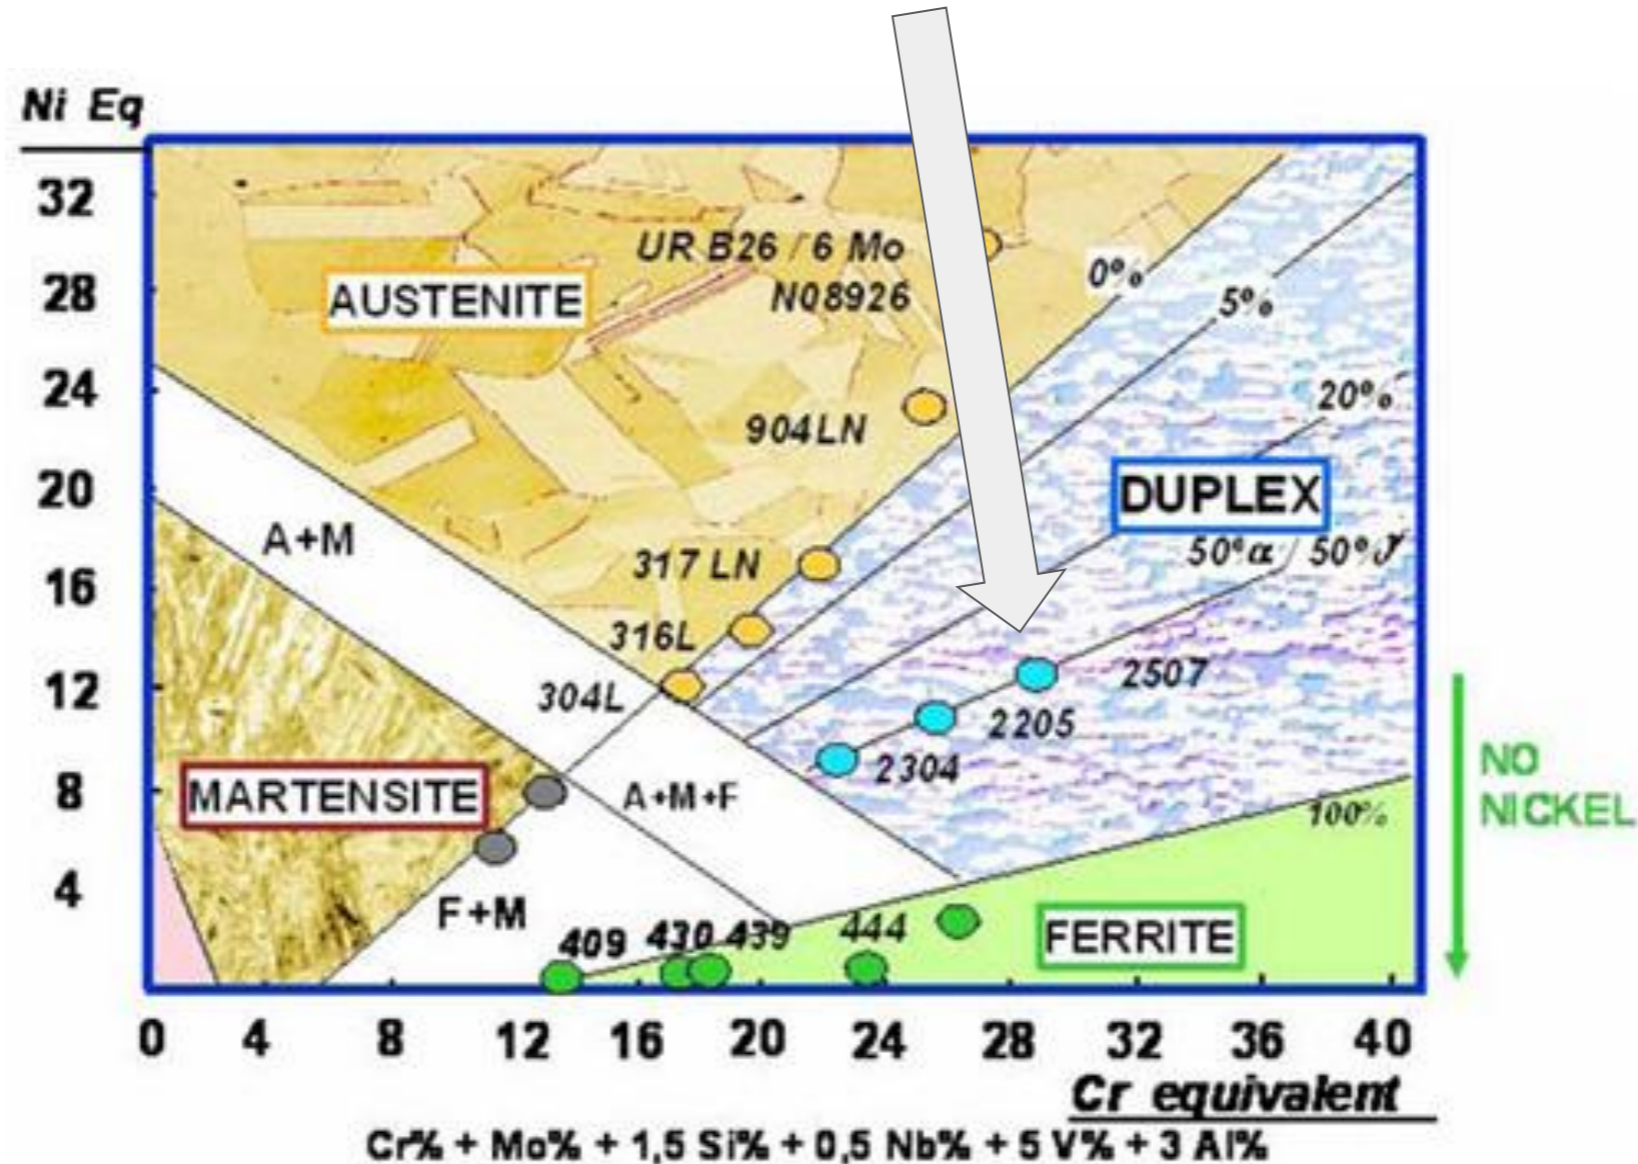 Ni Eq
32
28
24
20
16
12
8
4
AUSTENITE
UR B26 / 6 Mo
N08926
904LN
317 LN
316L
304L
A+M
MARTENSITE
A+M+F
F+M
0%
5%
20%
DUPLEX
50%α / 50%γ
2507
2205
2304
100%
409 430 439 444
FERRITE
NO
NICKEL
0 4 8 12 16 20 24 28 32 36 40
Cr equivalent
Cr% + Mo% + 1,5 Si% + 0,5 Nb% + 5 V% + 3 Al%